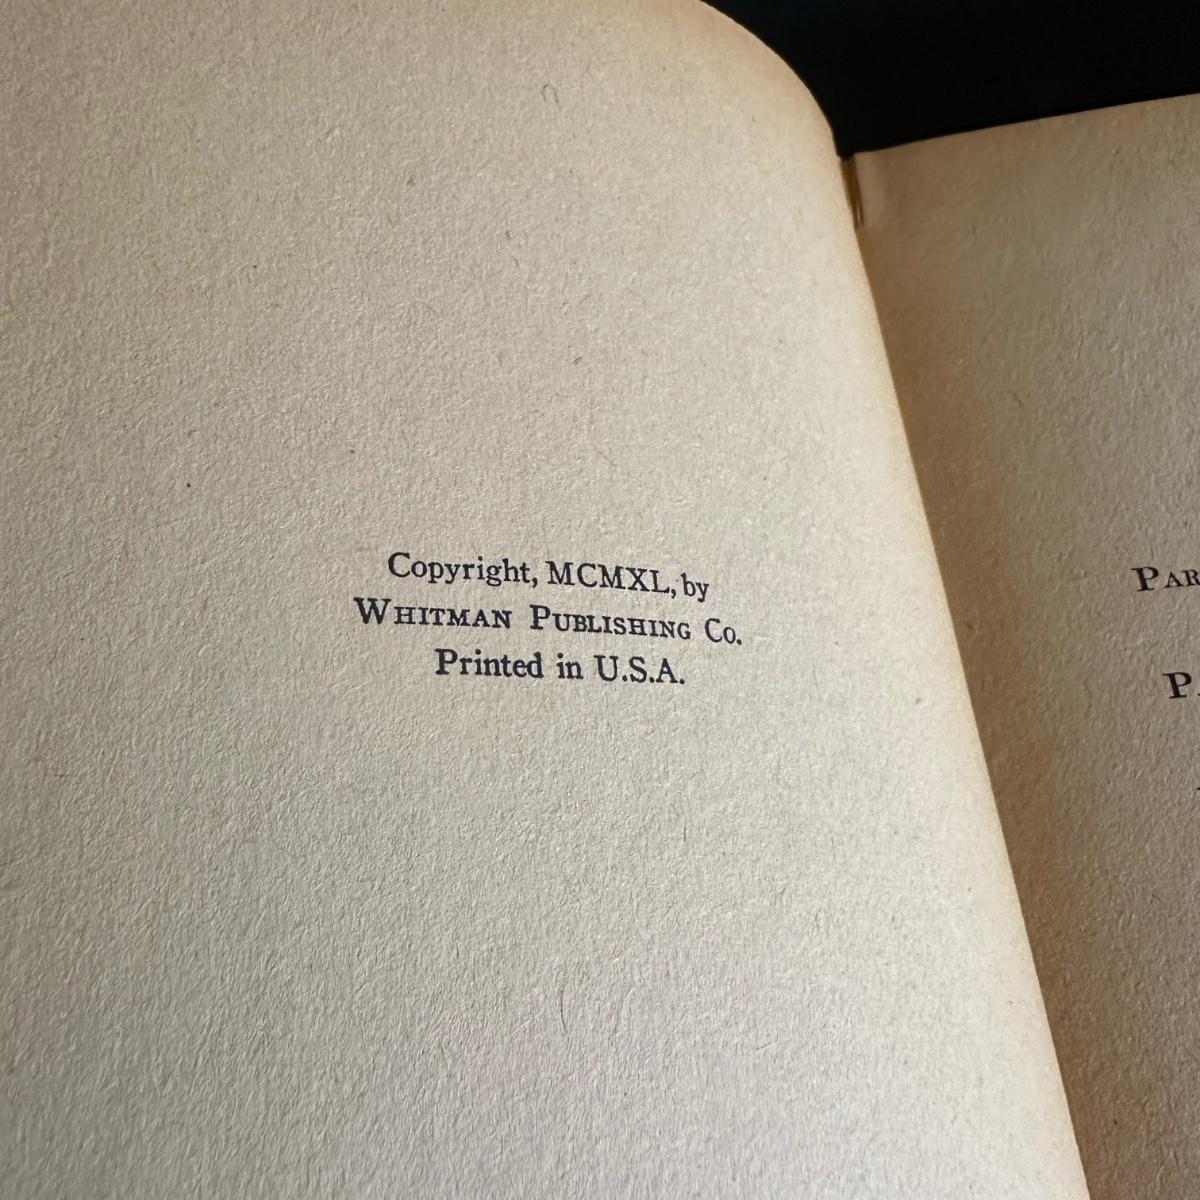 Copyright, MCMXL, by
WHITMAN PUBLISHING CO.
Printed in U.S.A.